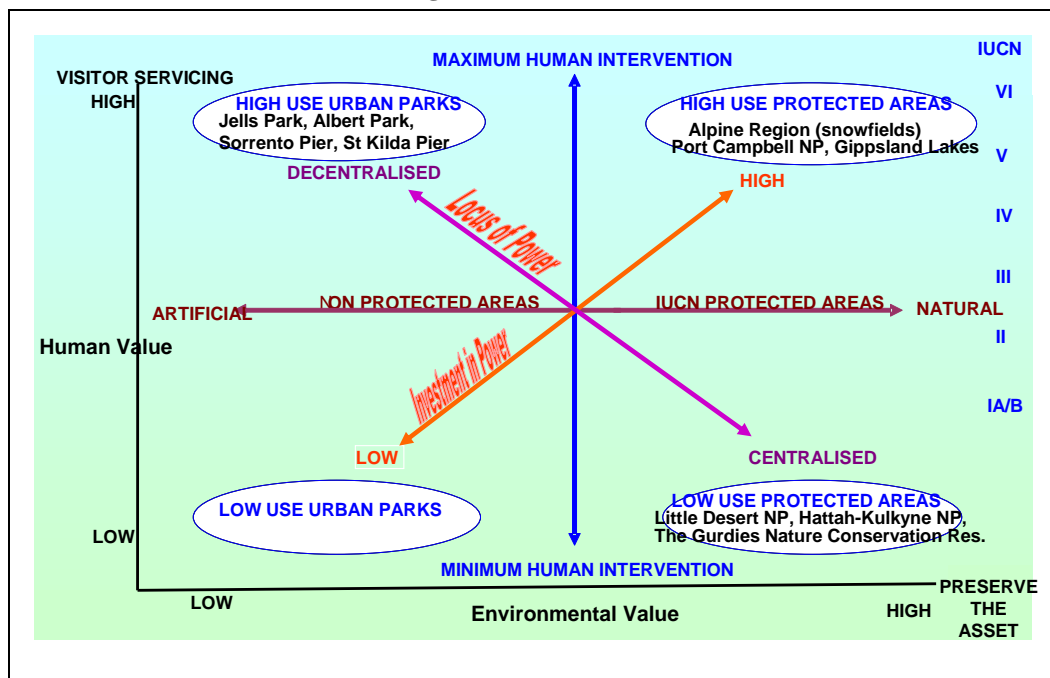 IUCN
MAXIMUM HUMAN INTERVENTION
VISITOR SERVICING
HIGH
HIGH USE URBAN PARKS
Jells Park, Albert Park,
Sorrento Pier, St Kilda Pier
HIGH USE PROTECTED AREAS
Alpine Region (snowfields)
Port Campbell NP, Gippsland Lakes
VI
V
DECENTRALISED
HIGH
Locus of Power
IV
III
NON PROTECTED AREAS
IUCN PROTECTED AREAS
ARTIFICIAL
NATURAL
Human Value
II
Investment in Power
IA/B
LOW
CENTRALISED
LOW USE URBAN PARKS
LOW USE PROTECTED AREAS
Little Desert NP, Hattah-Kulkyne NP,
The Gurdies Nature Conservation Res.
LOW
MINIMUM HUMAN INTERVENTION
LOW
Environmental Value
HIGH
PRESERVE
THE
ASSET